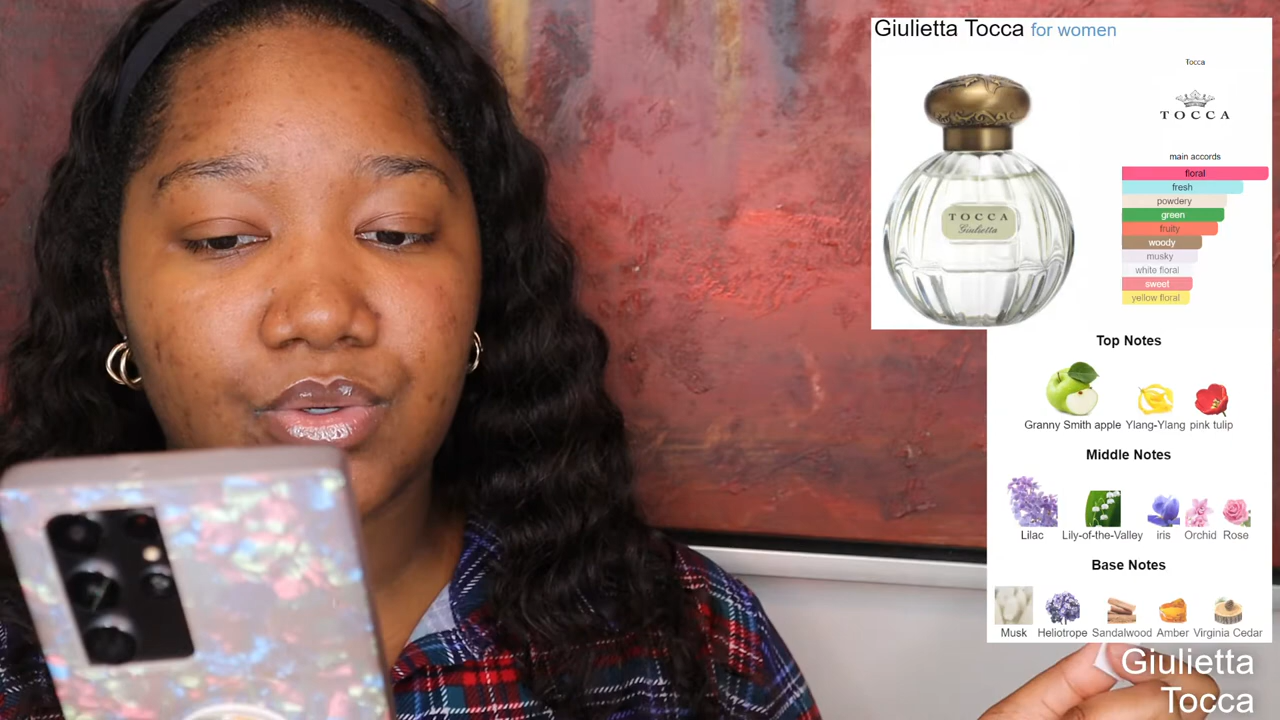 Giulietta Tocca for women
Tocca
TOCCA
main accords
floral
fresh
powdery
green
fruity
woody
musky
white floral
sweet
yellow floral
TOCCA
Giulietta
Top Notes
Granny Smith apple Ylang-Ylang pink tulip
Middle Notes
Lilac Lily-of-the-Valley iris Orchid Rose
Base Notes
Musk Heliotrope Sandalwood Amber Virginia Cedar
Giulietta
Tocca